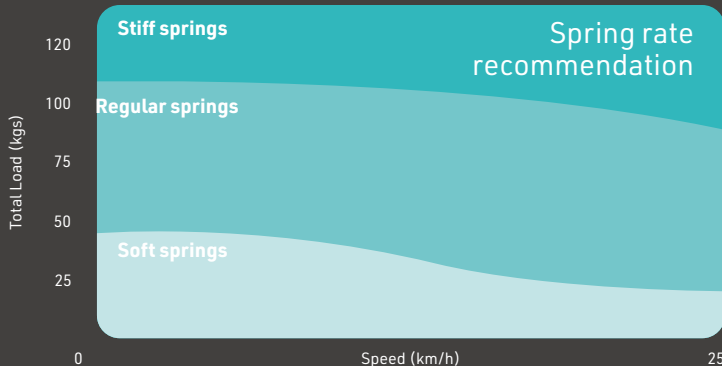 Spring rate
recommendation
Stiff springs
Regular springs
Soft springs
Total Load (kgs)
120
100
75
50
25
0
Speed (km/h)
25